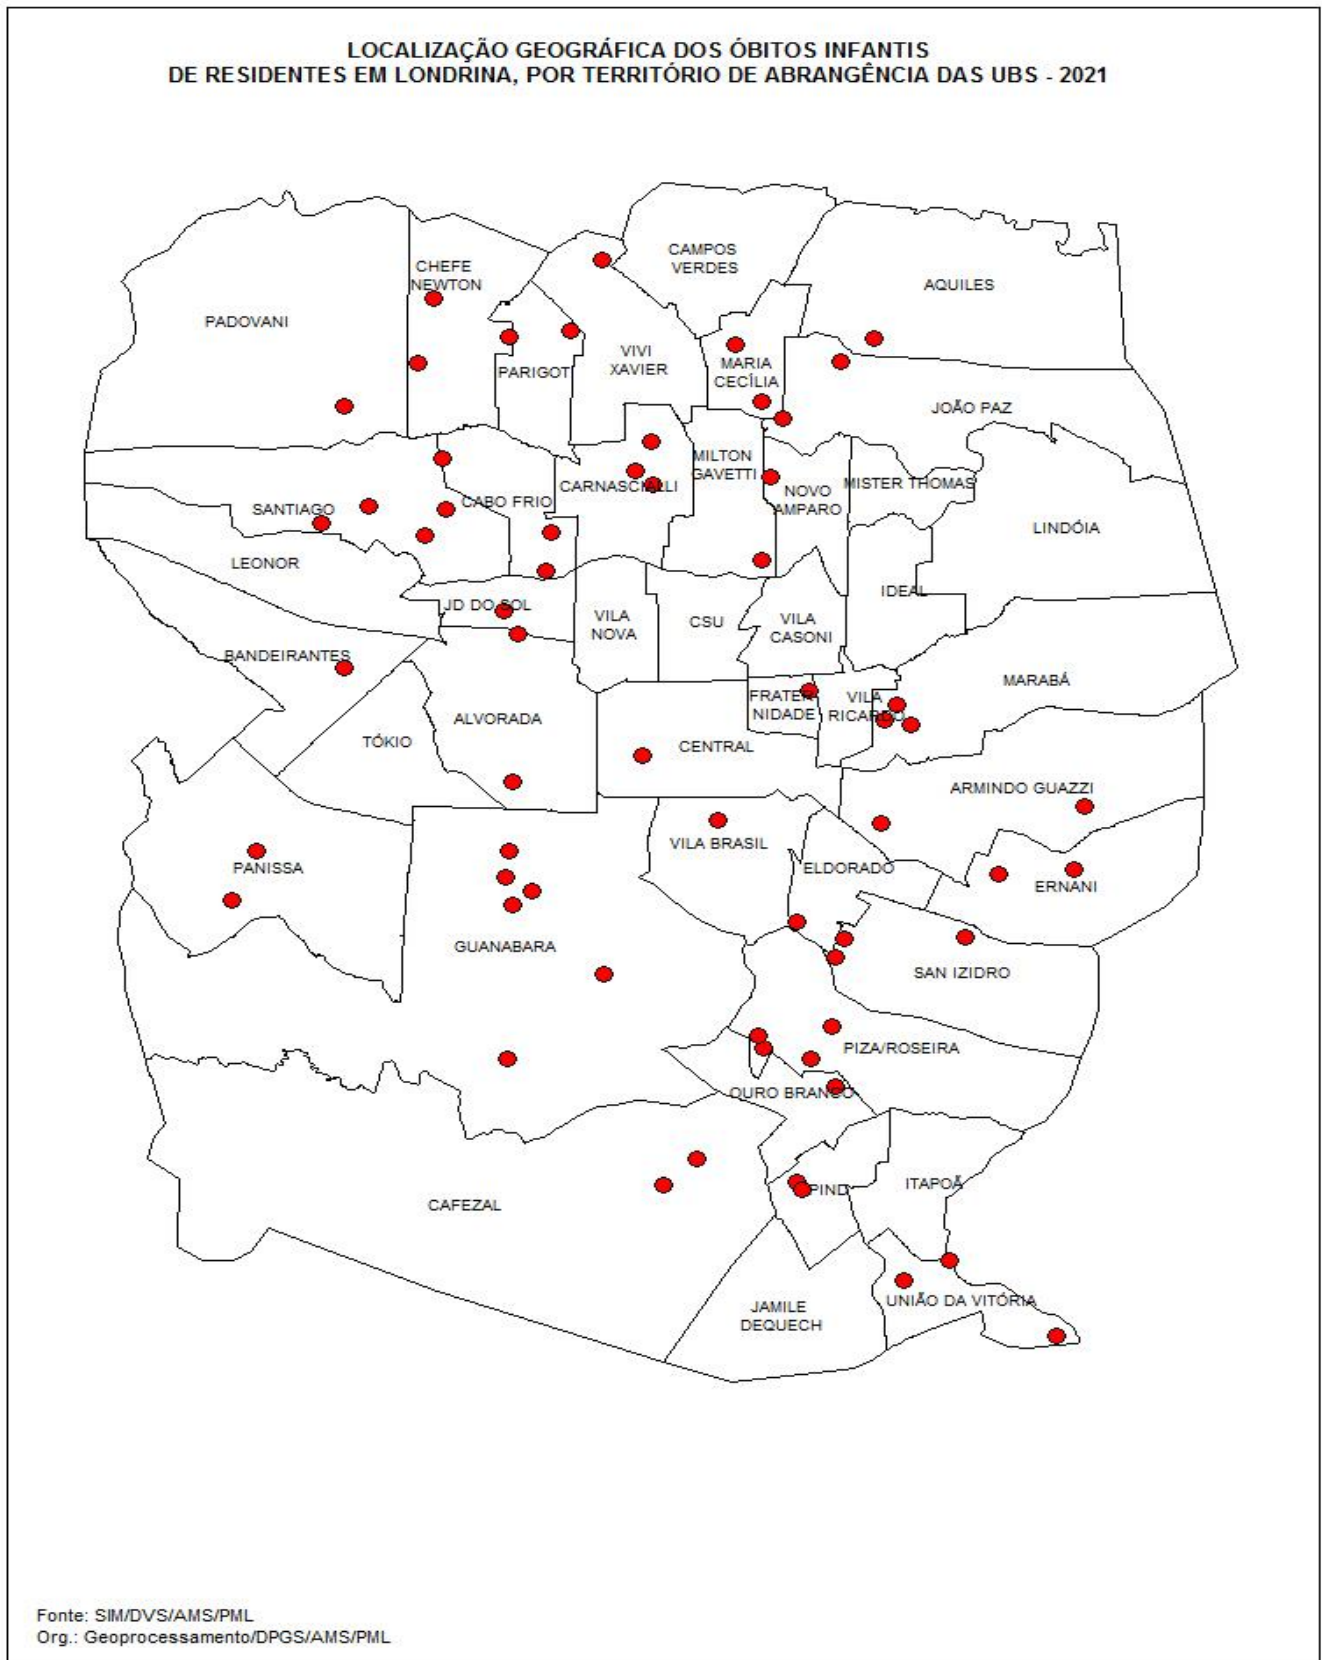 LOCALIZAÇÃO GEOGRÁFICA DOS ÓBITOS INFANTIS
DE RESIDENTES EM LONDRINA, POR TERRITÓRIO DE ABRANGÊNCIA DAS UBS - 2021
CAMPOS
VERDES
CHEFE
NEWTON
AQUILES
PADOVANI
VIVI
XAVIER
PARIGOT
MARIA
CECÍLIA
JOÃO PAZ
MILTON
GAVETTI
CARNASCIALLI
MISTER THOMAS
NOVO
AMPARO
CABO FRIO
SANTIAGO
LINDÓIA
LEONOR
IDEAL
JD DO SOL
VILA
NOVA
CSU
VILA
CASONI
BANDEIRANTES
MARABÁ
FRATER
NIDADE
VILA
RICARDO
ALVORADA
TÓKIO
CENTRAL
ARMINDO GUAZZI
VILA BRASIL
PANISSA
ELDORADO
ERNANI
GUANABARA
SAN IZIDRO
PIZA/ROSEIRA
OURO BRANCO
ITAPOÃ
PIND
CAFEZAL
UNIÃO DA VITÓRIA
JAMILE
DEQUECH
Fonte: SIM/DVS/AMS/PML
Org.: Geoprocessamento/DPGS/AMS/PML